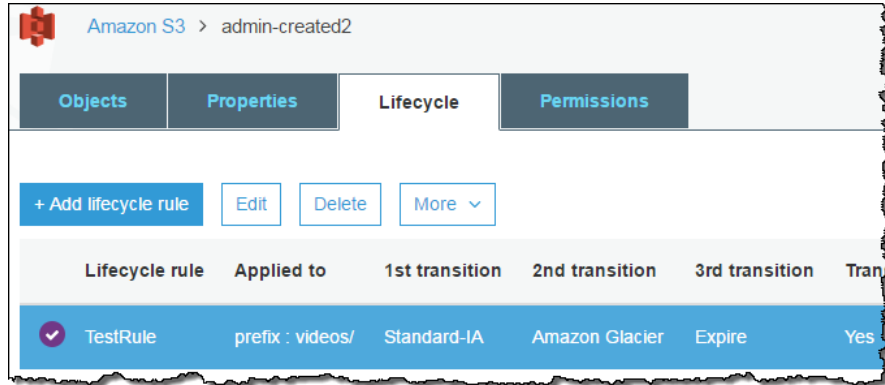 Amazon S3 > admin-created2
Objects Properties Lifecycle Permissions
+ Add lifecycle rule Edit Delete More
Lifecycle rule Applied to 1st transition 2nd transition 3rd transition
TestRule prefix : videos/ Standard-IA Amazon Glacier Expire Yes